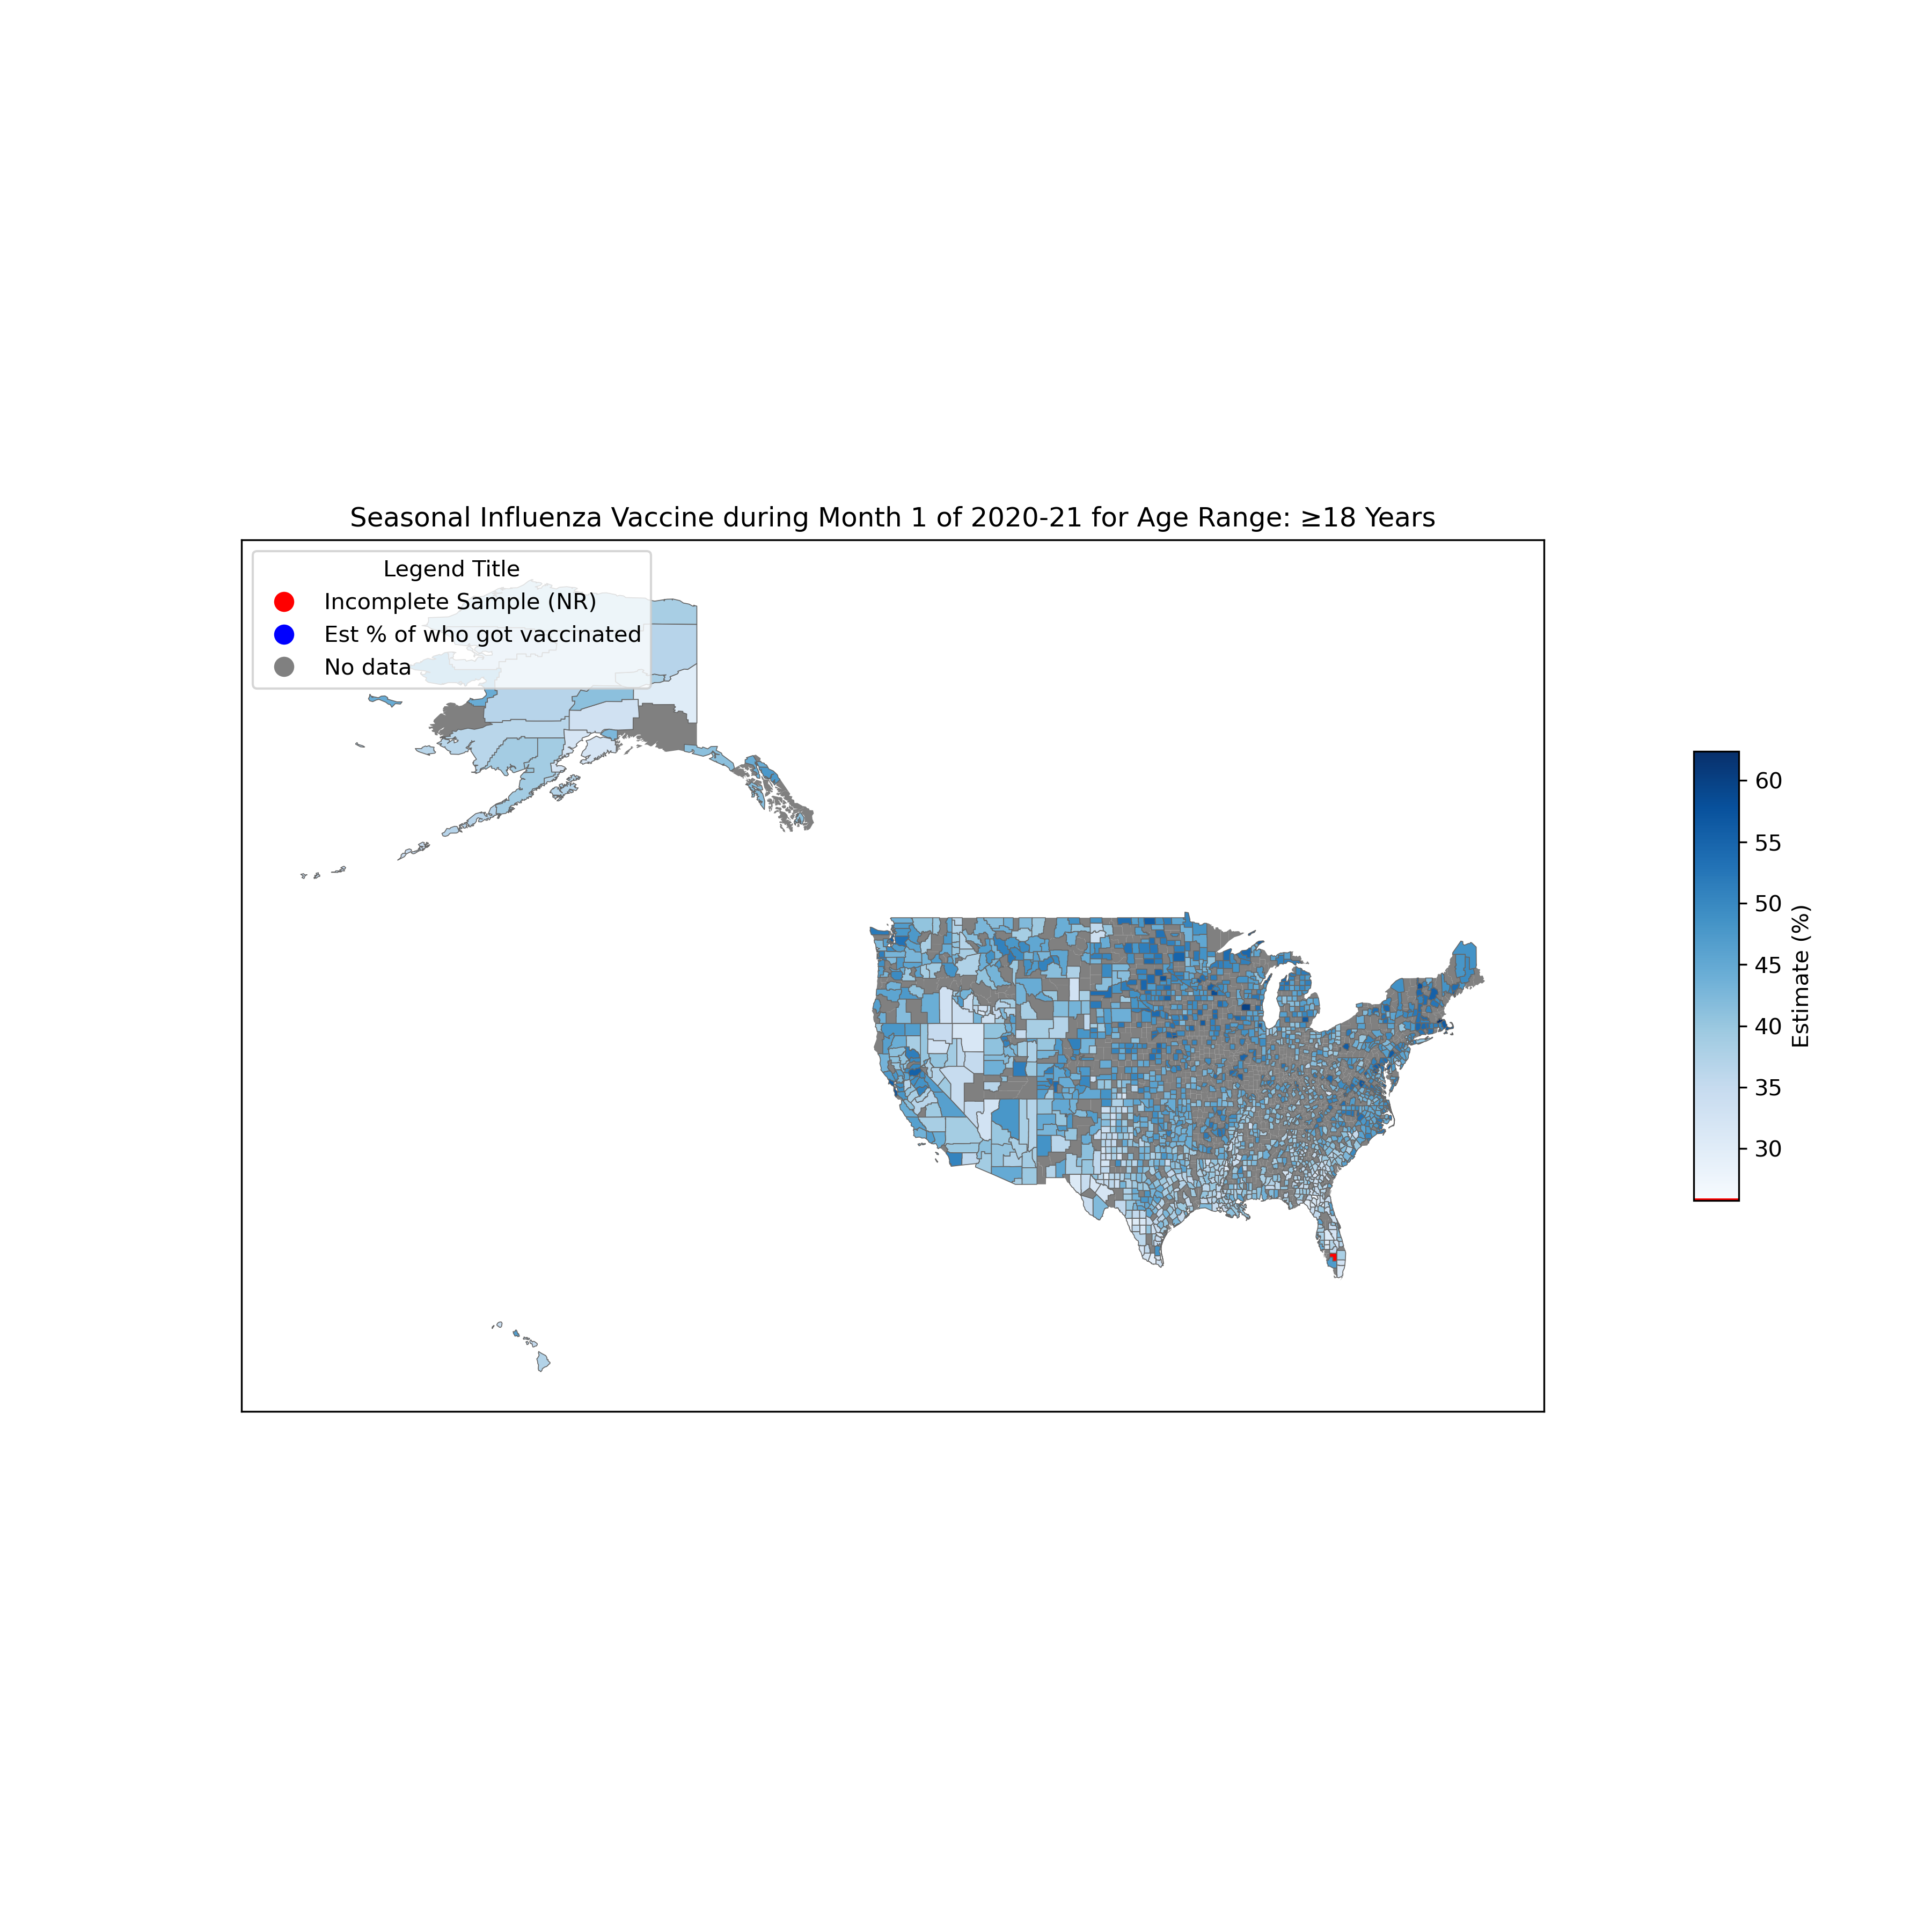 Seasonal Influenza Vaccine during Month 1 of 2020-21 for Age Range: ≥18 Years
Legend Title
Incomplete Sample (NR)
Est % of who got vaccinated
No data
60
55
50
45
40
35
30
Estimate (%)